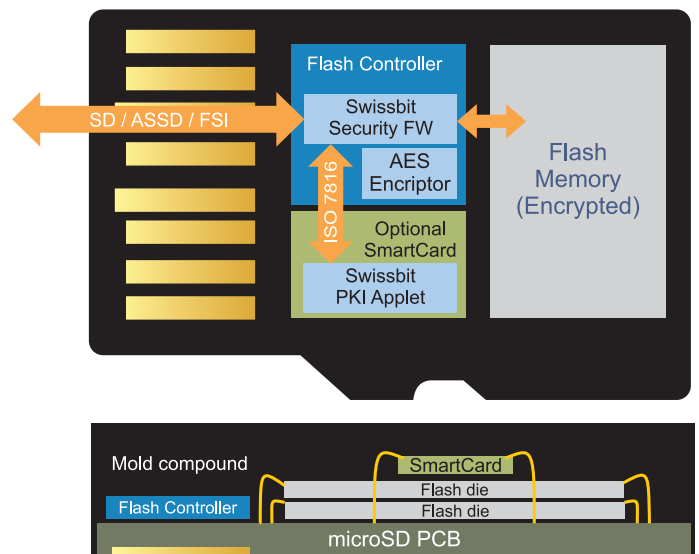 Flash Controller
SD / ASSD / FSI
Swissbit
Security FW
AES
Encriptor
ISO 7816
Flash
Memory
(Encrypted)
Optional
SmartCard
Swissbit
PKI Applet
Mold compound
SmartCard
Flash die
Flash Controller
Flash die
microSD PCB